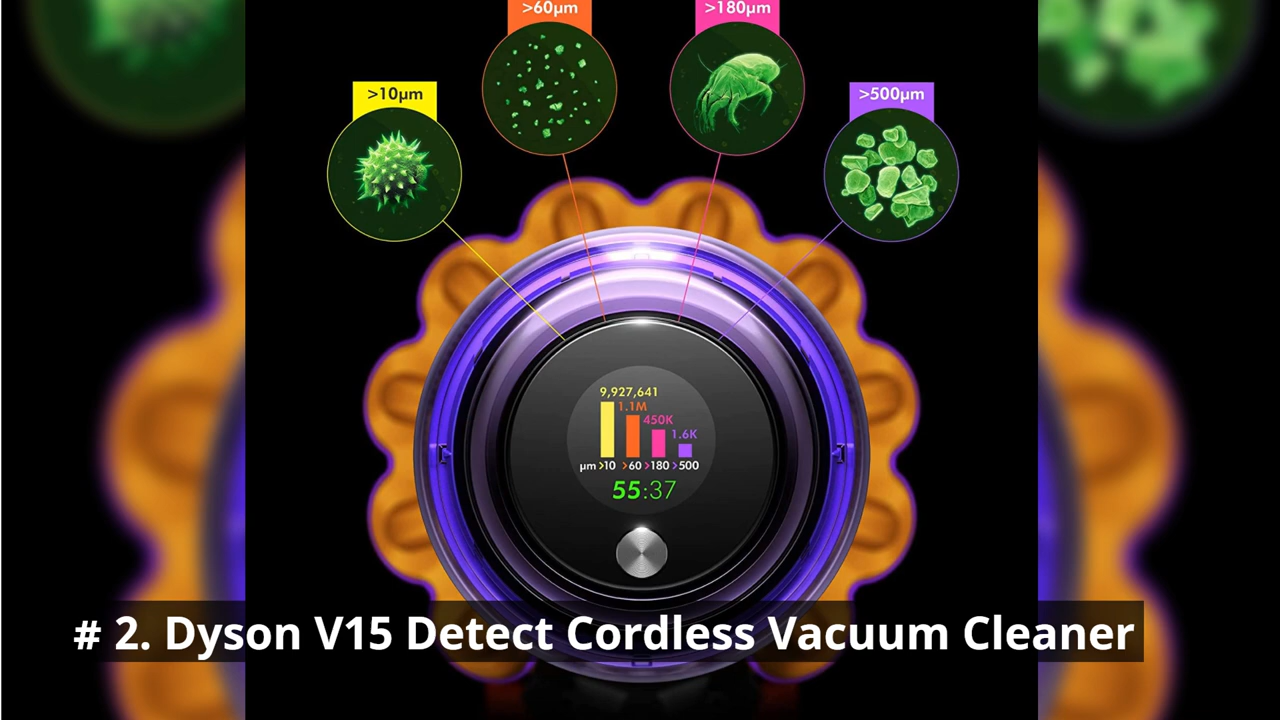 >60μm
>180μm
>10μm
>500μm
9,927,641
1.1M
450K
1.6K
μm >10 >60 >180 >500
55:37
# 2. Dyson V15 Detect Cordless Vacuum Cleaner